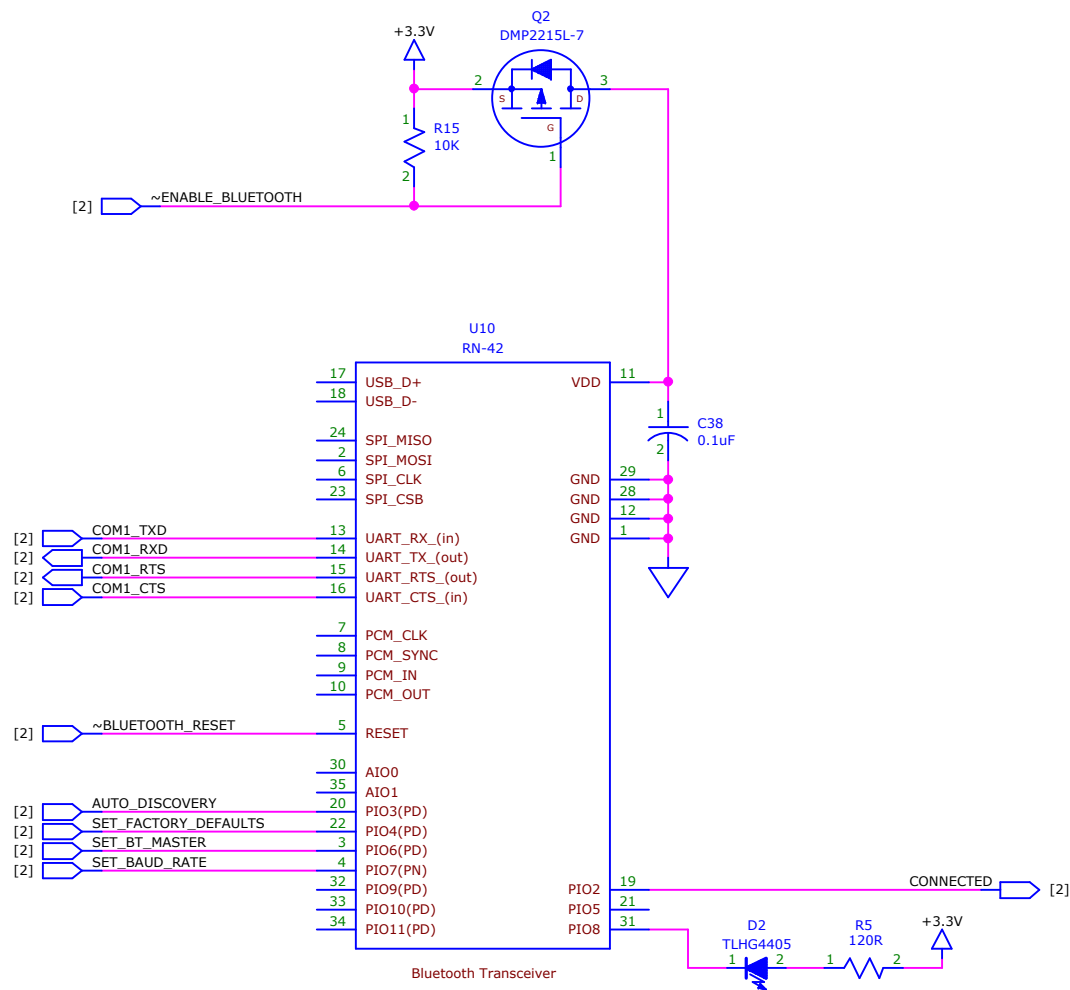 Q2
DMP2215L-7
+3.3V
2
3
S
D
G
1
1
R15
10K
2
[2] ~ENABLE_BLUETOOTH
U10
RN-42
17 USB_D+
18 USB_D-
24 SPI_MISO
2 SPI_MOSI
6 SPI_CLK
23 SPI_CSB
[2] COM1_TXD 13 UART_RX_(in)
[2] COM1_RXD 14 UART_TX_(out)
[2] COM1_RTS 15 UART_RTS_(out)
[2] COM1_CTS 16 UART_CTS_(in)
7 PCM_CLK
8 PCM_SYNC
9 PCM_IN
10 PCM_OUT
[2] ~BLUETOOTH_RESET 5 RESET
30 AIO0
35 AIO1
[2] AUTO_DISCOVERY 20 PIO3(PD)
[2] SET_FACTORY_DEFAULTS 22 PIO4(PD)
[2] SET_BT_MASTER 3 PIO6(PD)
[2] SET_BAUD_RATE 4 PIO7(PN)
32 PIO9(PD)
33 PIO10(PD)
34 PIO11(PD)
VDD 11
1
C38
0.1uF
2
GND 29
GND 28
GND 12
GND 1
PIO2 19 CONNECTED [2]
PIO5 21
PIO8 31
D2
TLHG4405
1 2
R5
120R
1 2
+3.3V
Bluetooth Transceiver